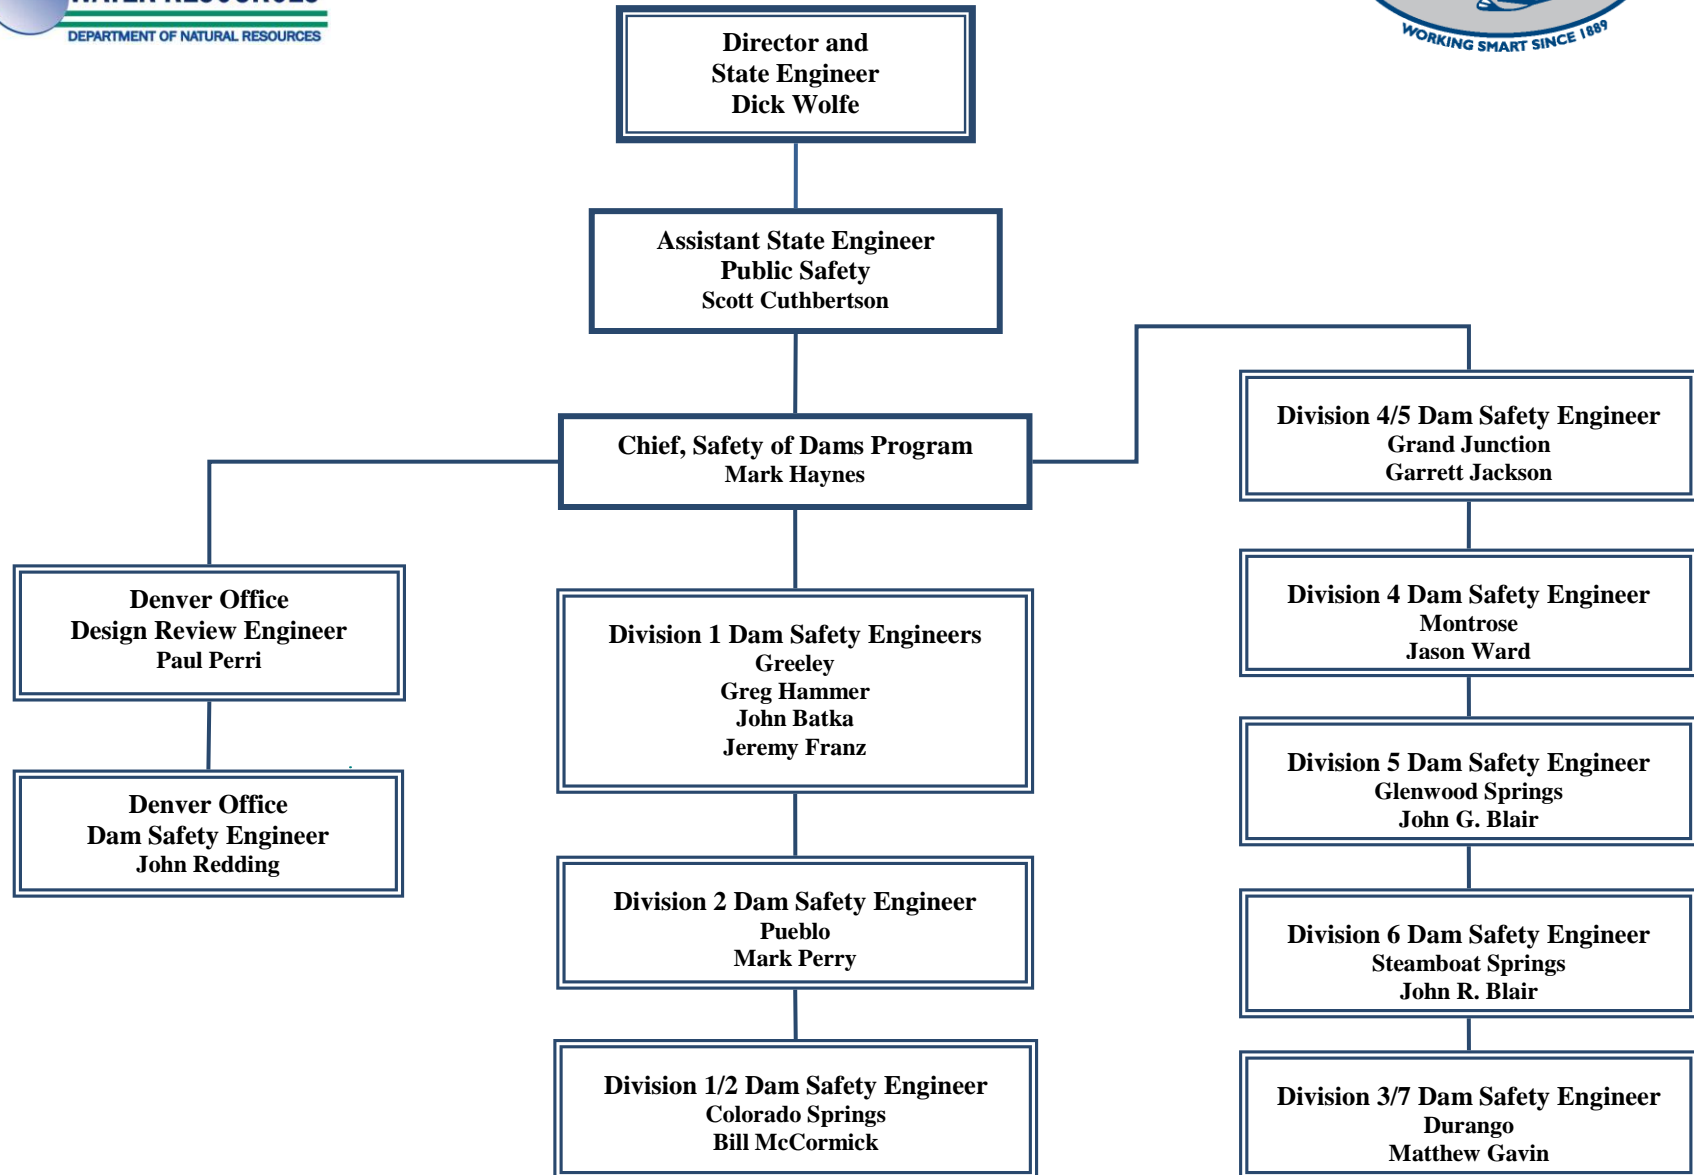 WATER RESOURCES
DEPARTMENT OF NATURAL RESOURCES
WORKING SMART SINCE 1889
Director and
State Engineer
Dick Wolfe
Assistant State Engineer
Public Safety
Scott Cuthbertson
Chief, Safety of Dams Program
Mark Haynes
Denver Office
Design Review Engineer
Paul Perri
Denver Office
Dam Safety Engineer
John Redding
Division 1 Dam Safety Engineers
Greeley
Greg Hammer
John Batka
Jeremy Franz
Division 2 Dam Safety Engineer
Pueblo
Mark Perry
Division 1/2 Dam Safety Engineer
Colorado Springs
Bill McCormick
Division 4/5 Dam Safety Engineer
Grand Junction
Garrett Jackson
Division 4 Dam Safety Engineer
Montrose
Jason Ward
Division 5 Dam Safety Engineer
Glenwood Springs
John G. Blair
Division 6 Dam Safety Engineer
Steamboat Springs
John R. Blair
Division 3/7 Dam Safety Engineer
Durango
Matthew Gavin